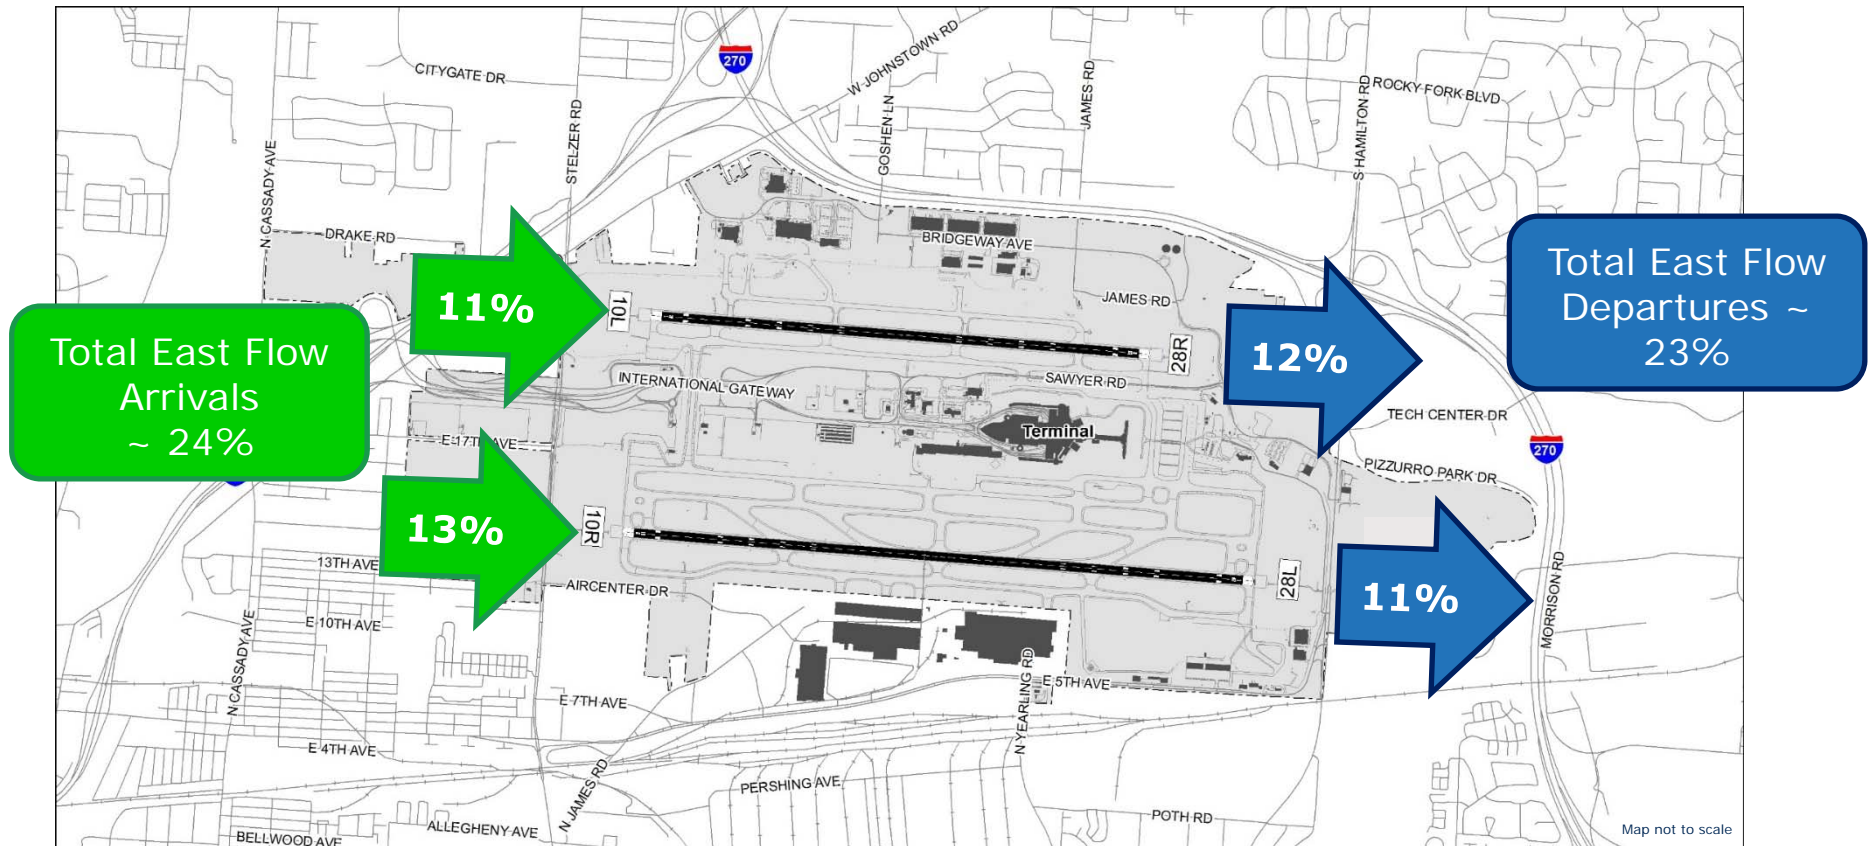 270
W JOHNSTOWN RD
CITYGATE DR
JAMES RD
S HAMILTON RD
ROCKY FORK BLVD
STELZER RD
GOSHEN LN
N CASSADY AVE
DRAKE RD
BRIDGEWAY AVE
11%
10L
JAMES RD
28R
12%
Total East Flow
Departures ~
23%
Total East Flow
Arrivals
~ 24%
INTERNATIONAL GATEWAY
SAWYER RD
Terminal
TECH CENTER DR
270
E 17TH AVE
PIZZURRO PARK DR
13%
10R
28L
11%
MORRISON RD
13TH AVE
AIRCENTER DR
E 10TH AVE
N CASSADY AVE
E 7TH AVE
N YEARLING RD
E 5TH AVE
E 4TH AVE
N JAMES RD
PERSHING AVE
POTH RD
ALLEGHENY AVE
BELLWOOD AVE
Map not to scale